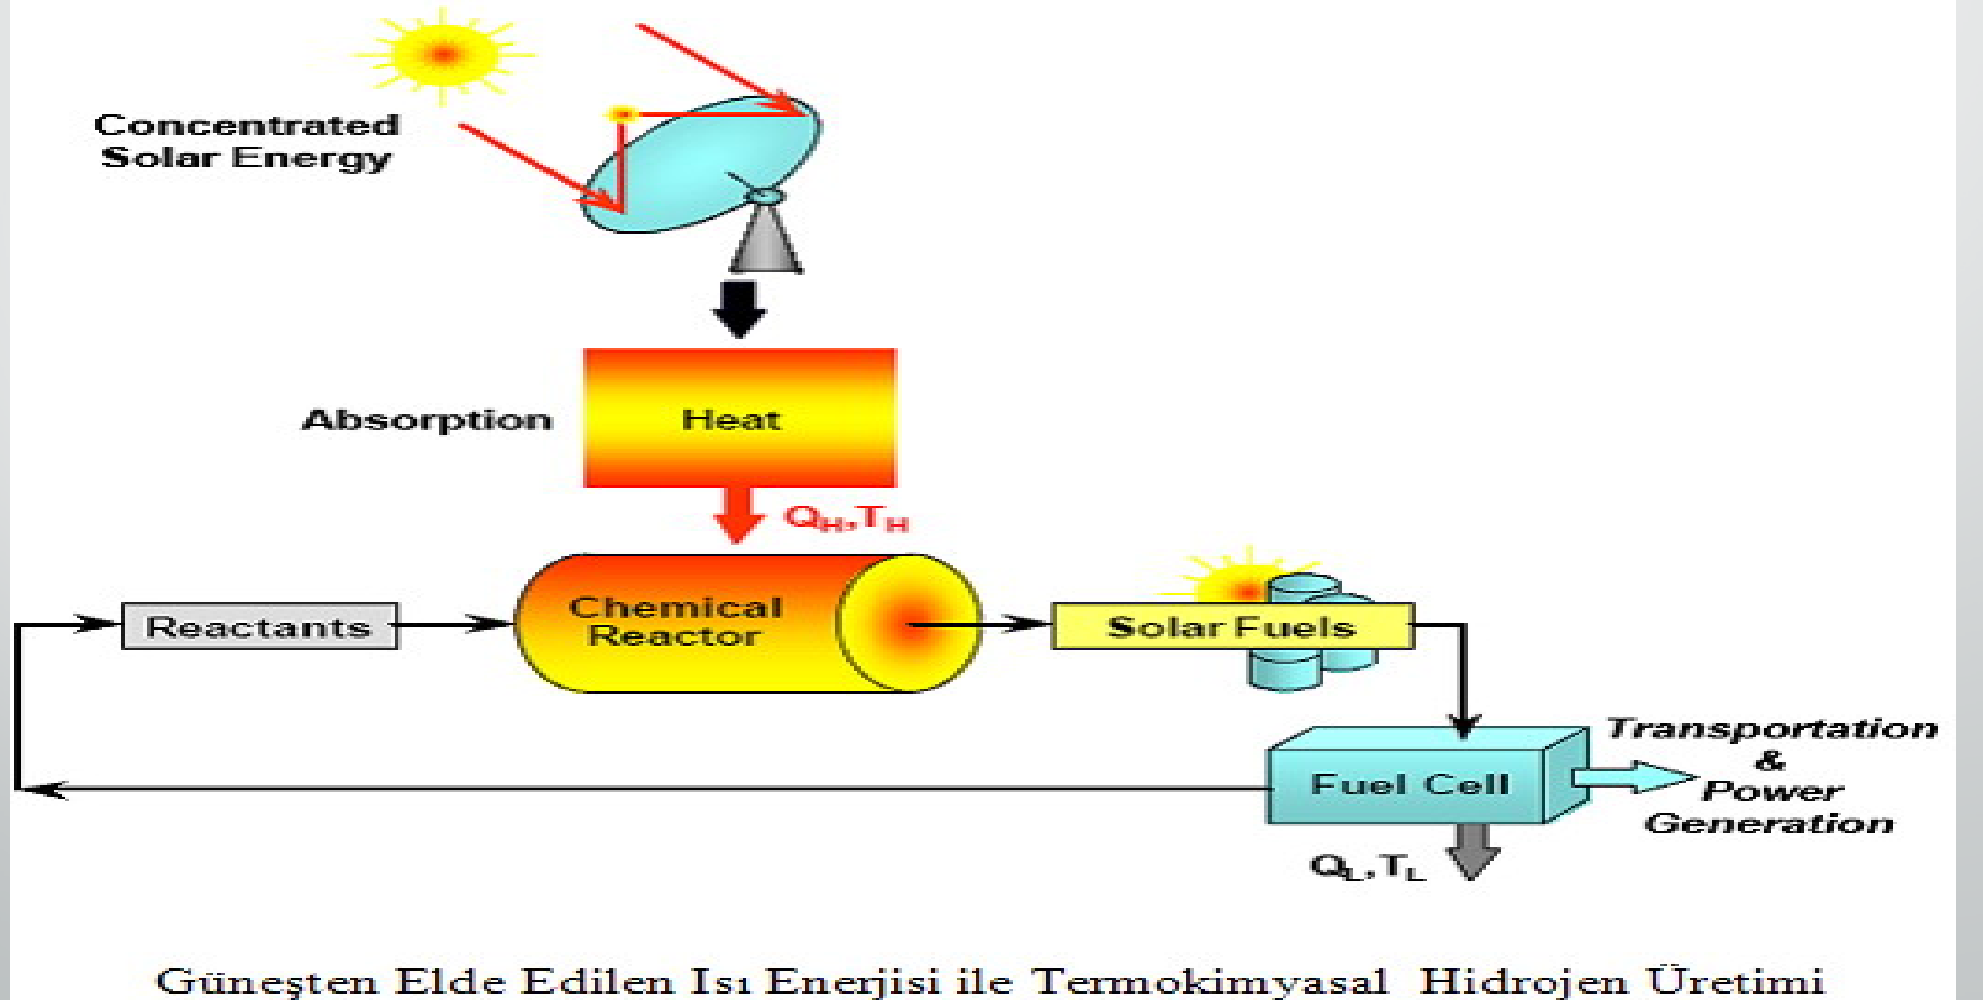 Concentrated
Solar Energy
Absorption
Heat
QH,TH
Reactants
Chemical
Reactor
Solar Fuels
Fuel Cell
Transportation
&
Power
Generation
QL,TL
Güneşten Elde Edilen Isı Enerjisi ile Termokimyasal Hidrojen Üretimi